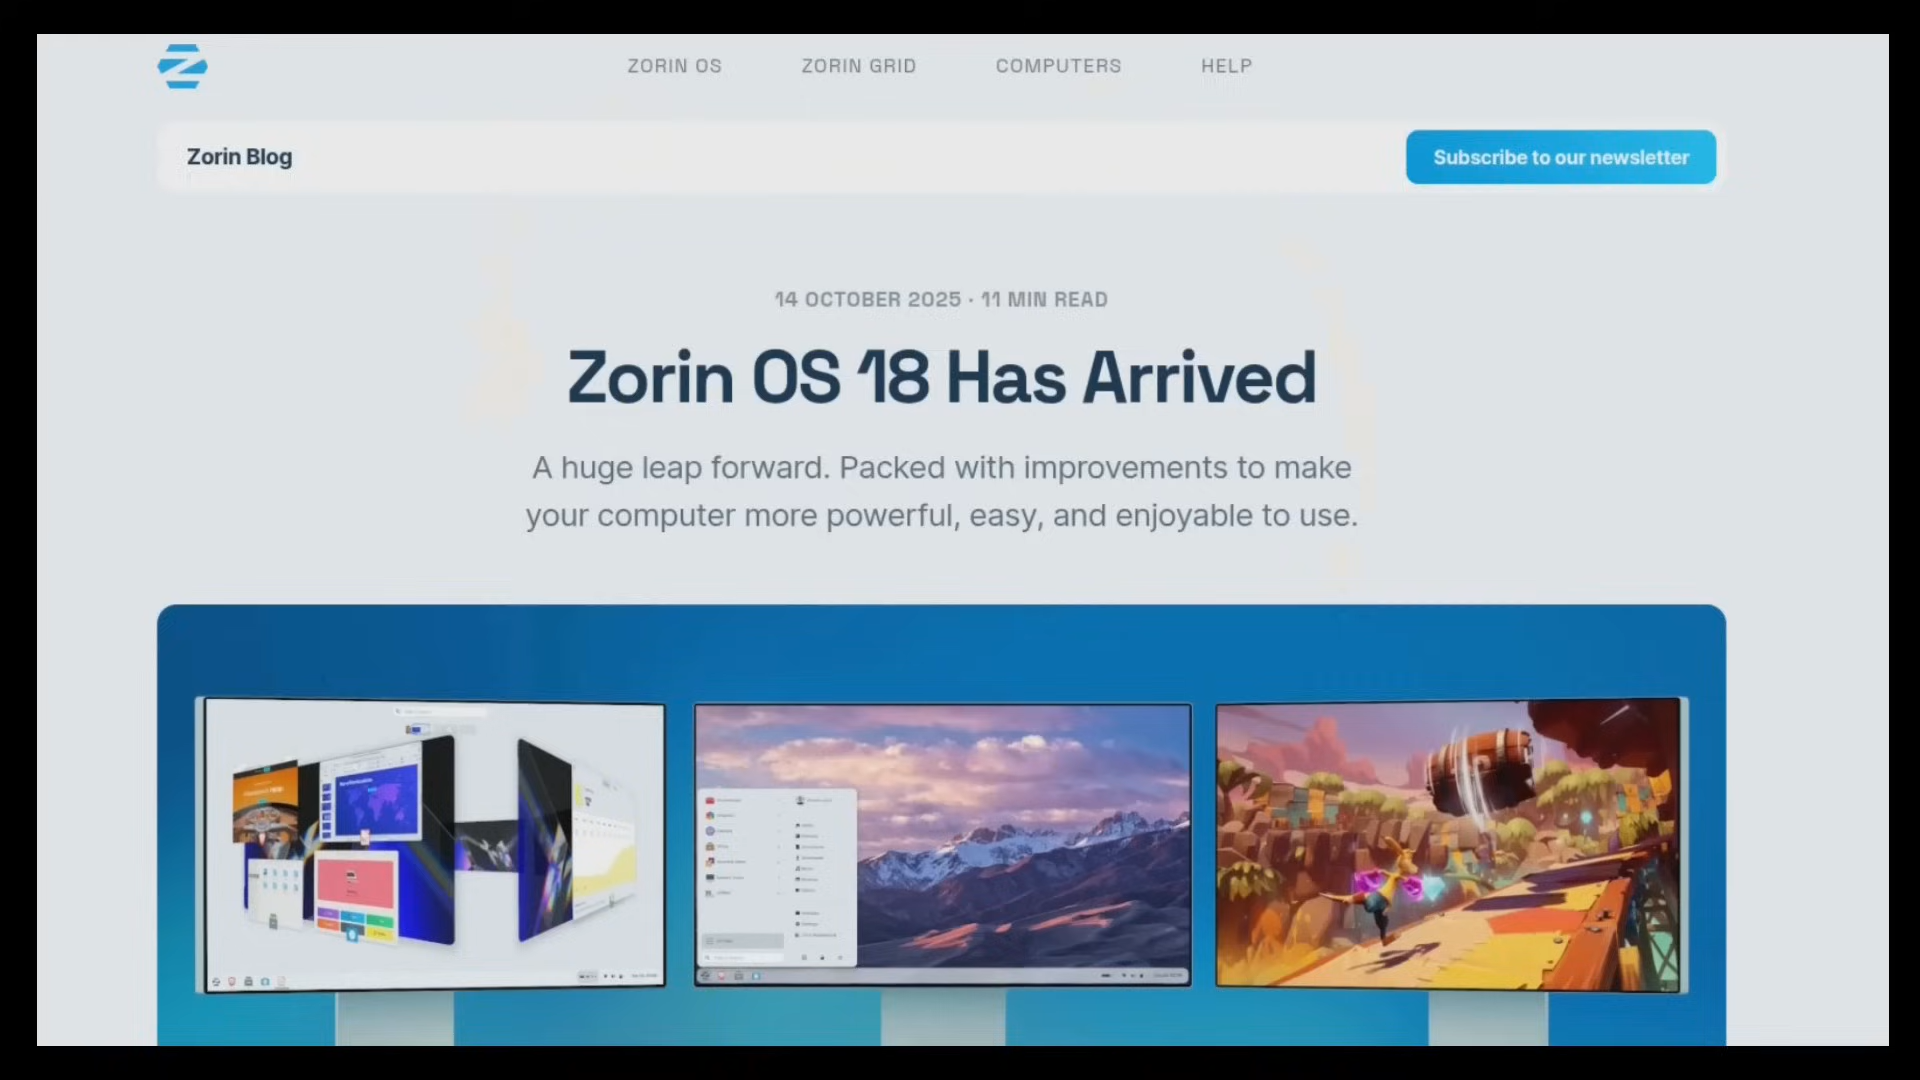 ZORIN OS ZORIN GRID COMPUTERS HELP
Zorin Blog
Subscribe to our newsletter
14 OCTOBER 2025 · 11 MIN READ
Zorin OS 18 Has Arrived
A huge leap forward. Packed with improvements to make
your computer more powerful, easy, and enjoyable to use.